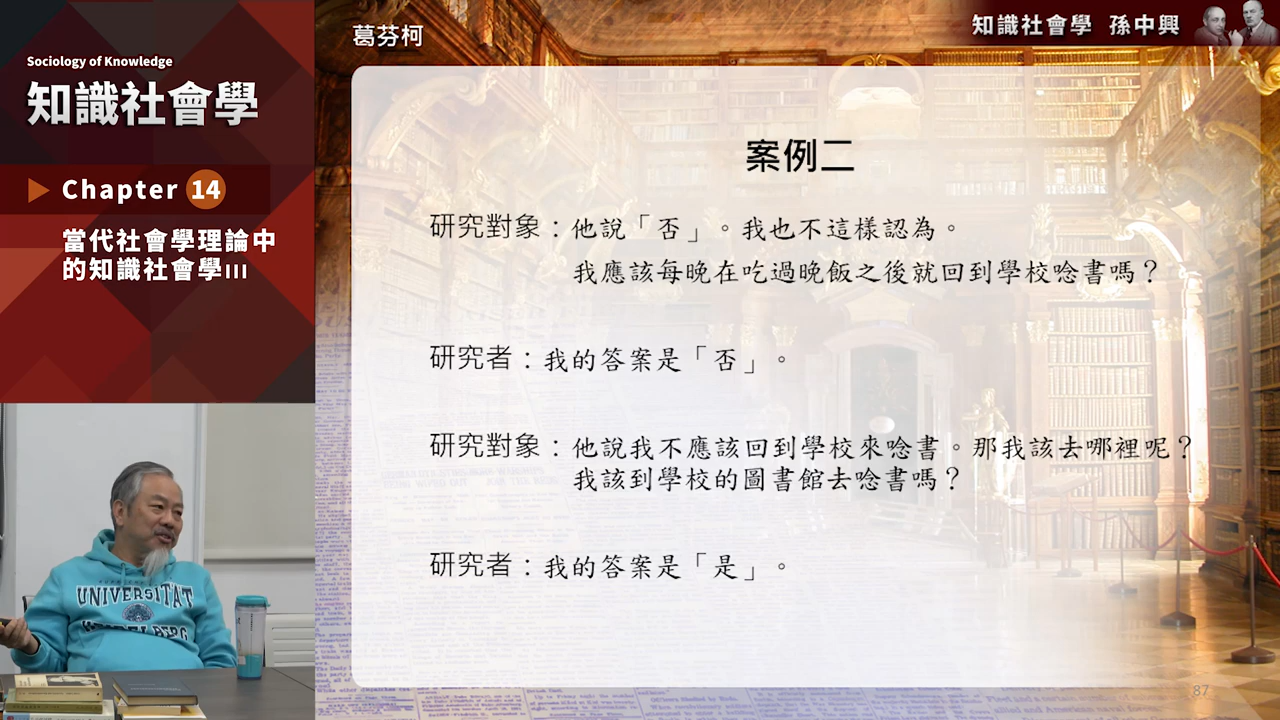 Sociology of Knowledge
知識社會學
Chapter 14
當代社會學理論中
的知識社會學III
葛芬柯
知識社會學 孫中興
案例二
研究對象：他說「否」。我也不這樣認為。
我應該每晚在吃過晚飯之後就回到學校唸書嗎？
研究者：我的答案是「否」。
研究對象：他說我不應該回到學校來唸書。那我該去哪裡呢？
我該到學校的圖書館去唸書嗎？
研究者：我的答案是「是」。
UNIVERSITAT
HEIDELBERG
87